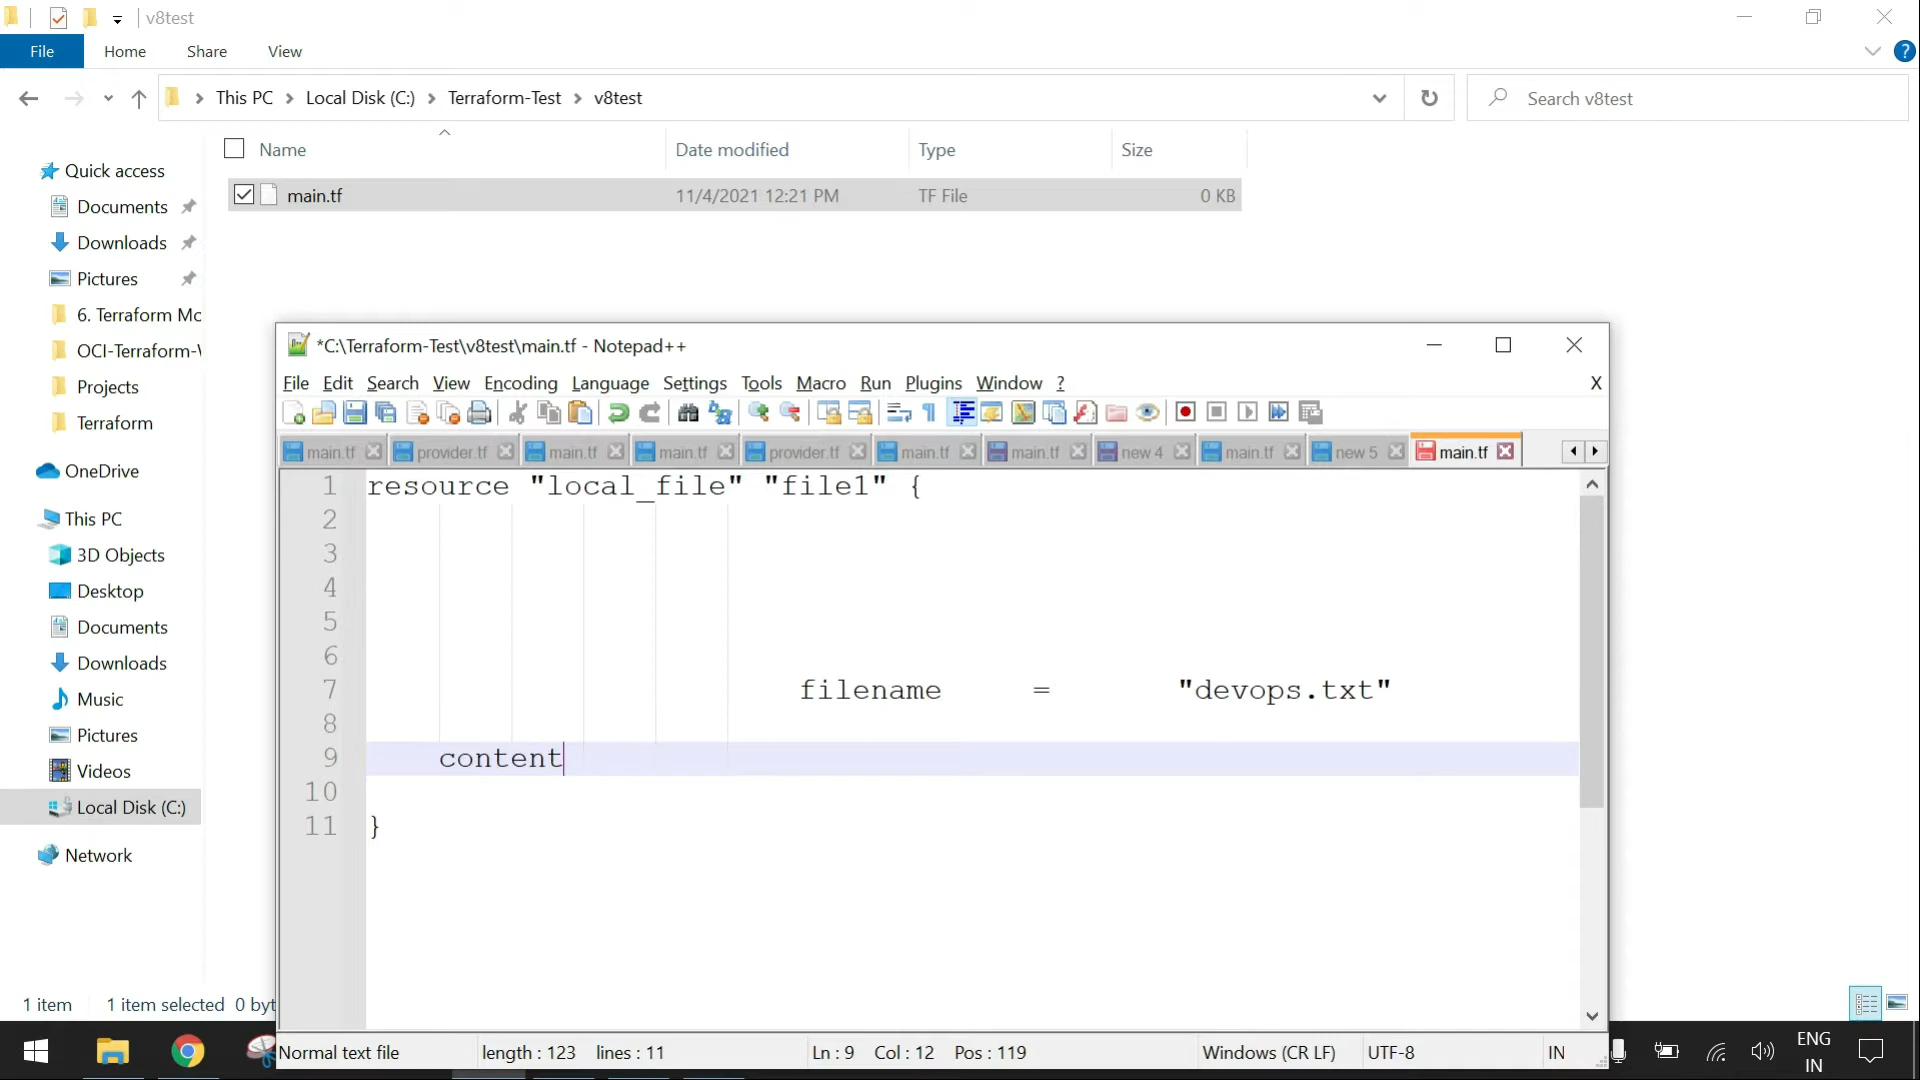 v8test
File Home Share View
This PC Local Disk (C:) Terraform-Test v8test
Search v8test
Name Date modified Type Size
main.tf 11/4/2021 12:21 PM TF File 0 KB
Quick access
Documents
Downloads
Pictures
6. Terraform Mo
OCI-Terraform-
Projects
Terraform
OneDrive
This PC
3D Objects
Desktop
Documents
Downloads
Music
Pictures
Videos
Local Disk (C:)
Network
1 item 1 item selected 0 byt
*C:\Terraform-Test\v8test\main.tf - Notepad++
File Edit Search View Encoding Language Settings Tools Macro Run Plugins Window ? X
main.tf provider.tf main.tf main.tf provider.tf main.tf main.tf new 4 main.tf new 5 main.tf
1 resource "local_file" "file1" {
2
3
4
5
6
7 filename = "devops.txt"
8
9 content
10
11 }
Normal text file length : 123 lines : 11 Ln : 9 Col : 12 Pos : 119 Windows (CR LF) UTF-8 IN
ENG
IN